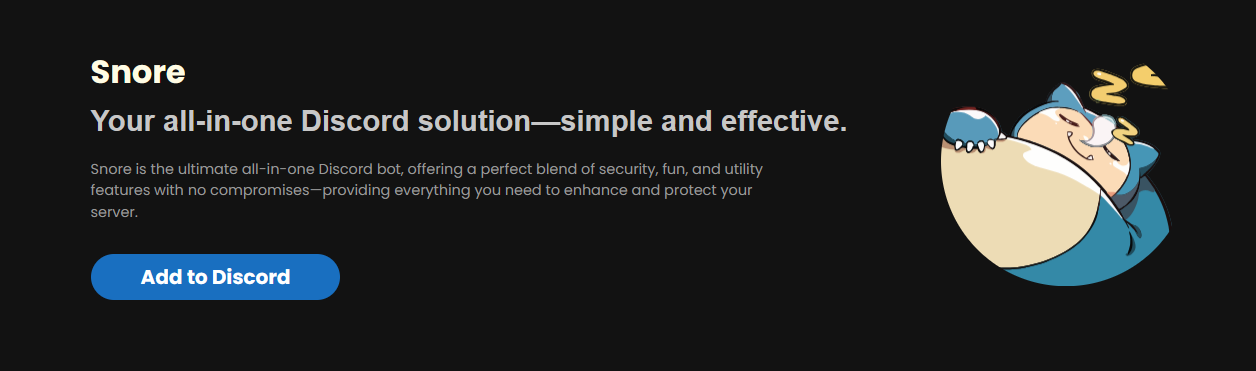 Snore
Your all-in-one Discord solution—simple and effective.
Snore is the ultimate all-in-one Discord bot, offering a perfect blend of security, fun, and utility
features with no compromises—providing everything you need to enhance and protect your
server.
Add to Discord